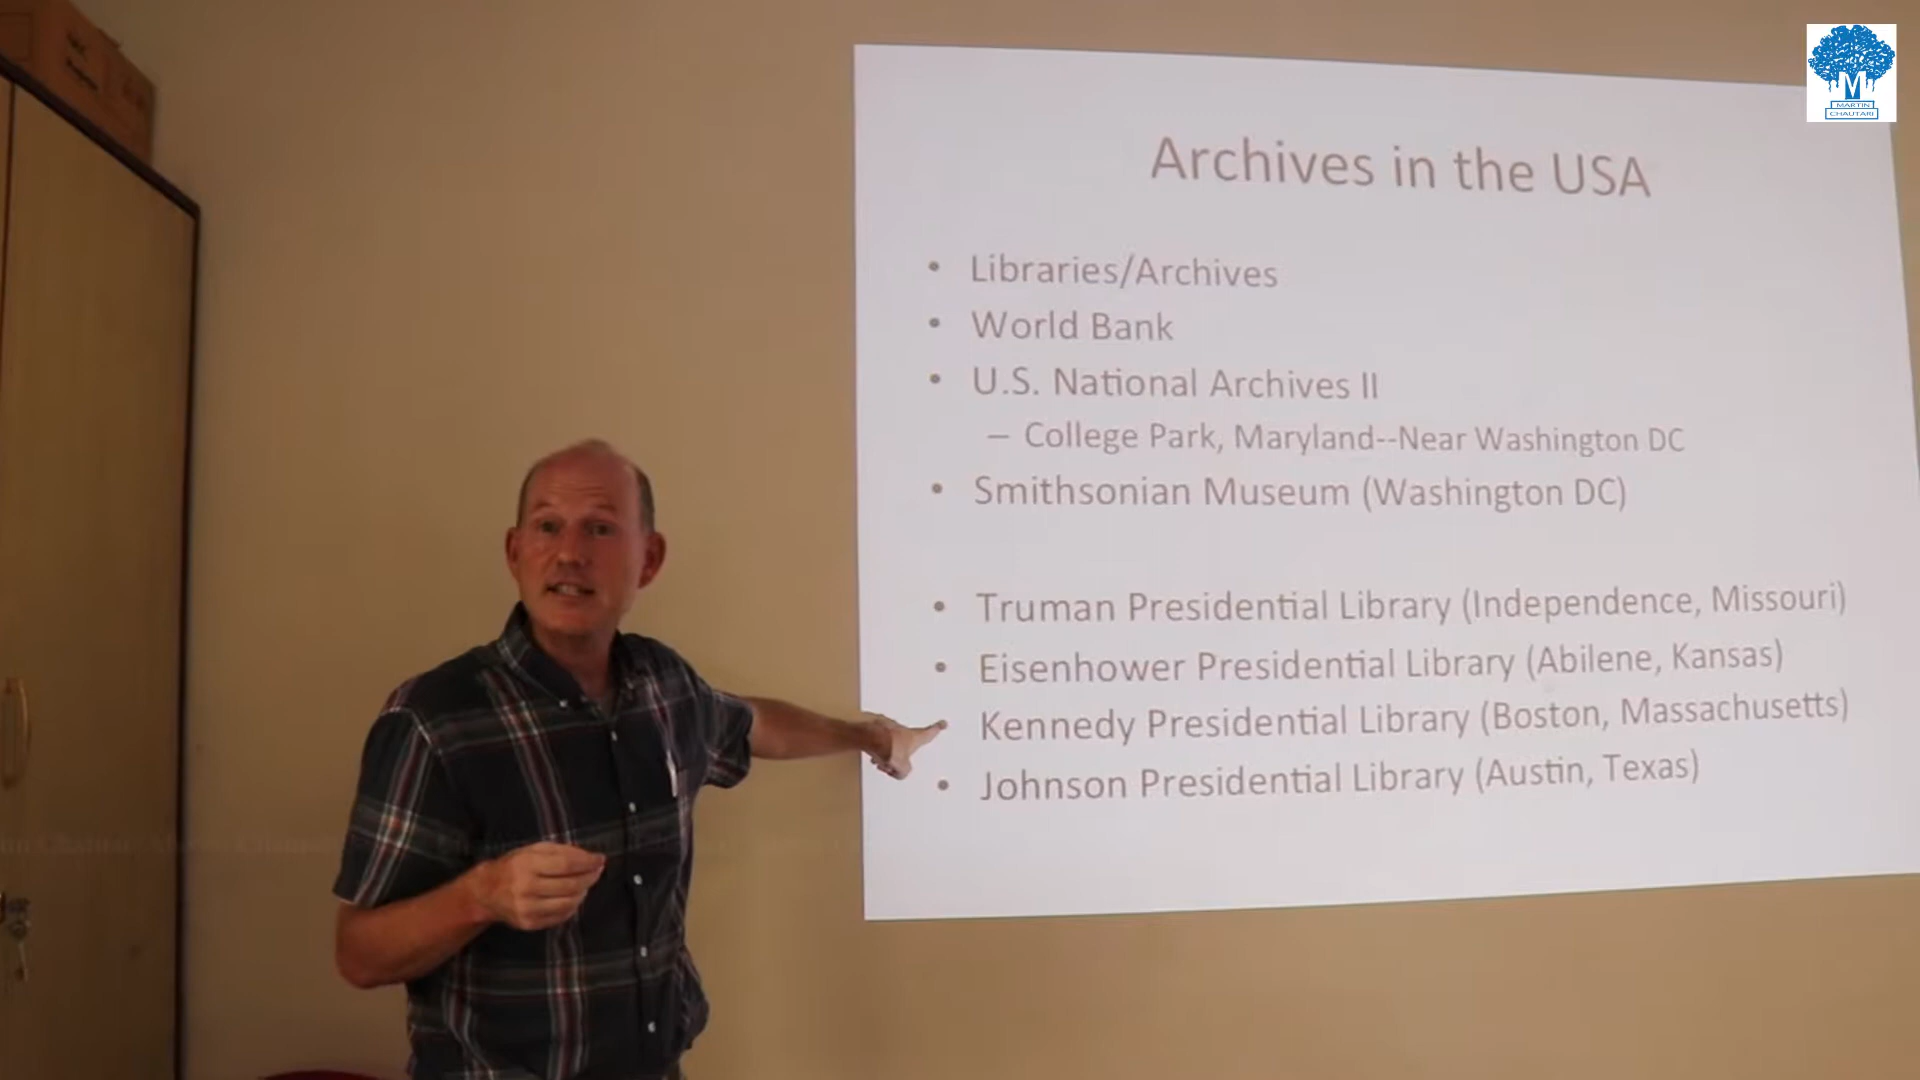 M
MARTIN
CHAUTARI
Archives in the USA
• Libraries/Archives
• World Bank
• U.S. National Archives II
– College Park, Maryland--Near Washington DC
• Smithsonian Museum (Washington DC)
• Truman Presidential Library (Independence, Missouri)
• Eisenhower Presidential Library (Abilene, Kansas)
• Kennedy Presidential Library (Boston, Massachusetts)
• Johnson Presidential Library (Austin, Texas)